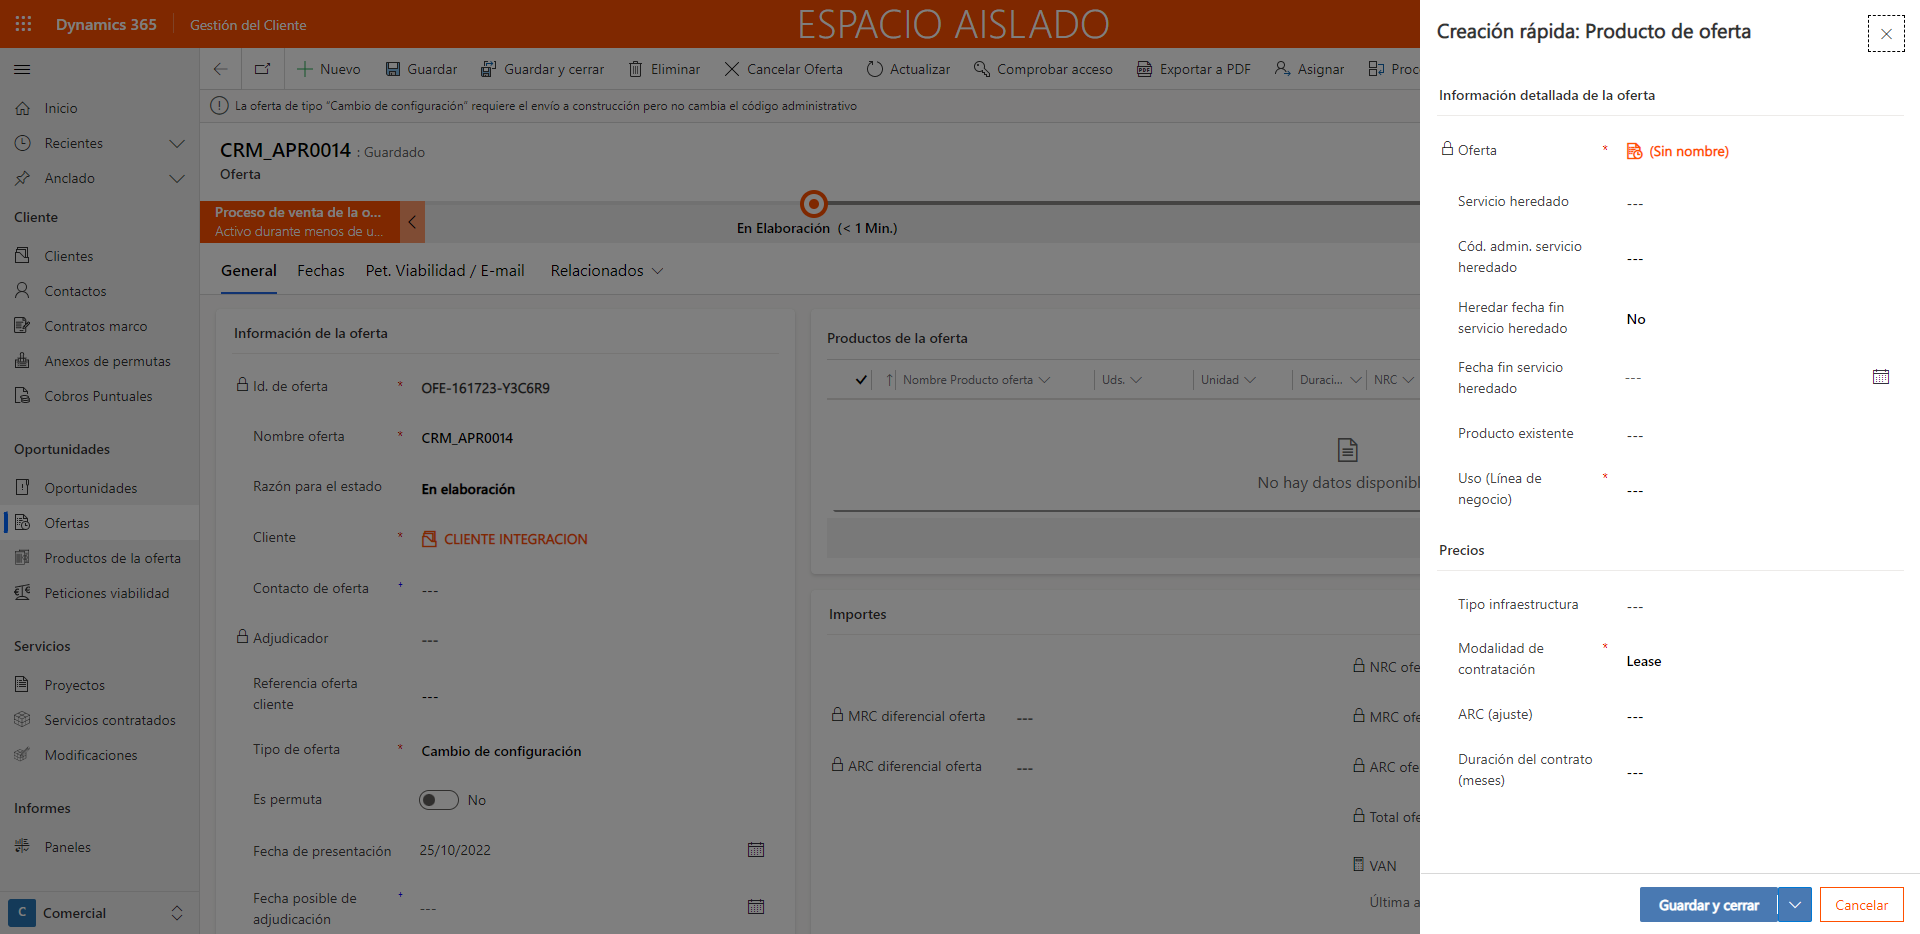 Dynamics 365
Gestión del Cliente
ESPACIO AISLADO
Nuevo
Guardar
Guardar y cerrar
Eliminar
Cancelar Oferta
Actualizar
Comprobar acceso
Exportar a PDF
Asignar
Proc
La oferta de tipo "Cambio de configuración" requiere el envío a construcción pero no cambia el código administrativo
Inicio
Recientes
Anclado
Cliente
Clientes
Contactos
Contratos marco
Anexos de permutas
Cobros Puntuales
Oportunidades
Oportunidades
Ofertas
Productos de la oferta
Peticiones viabilidad
Servicios
Proyectos
Servicios contratados
Modificaciones
Informes
Paneles
C Comercial
CRM_APR0014 : Guardado
Oferta
Proceso de venta de la o...
Activo durante menos de u...
En Elaboración (< 1 Min.)
General
Fechas
Pet. Viabilidad / E-mail
Relacionados
Información de la oferta
Id. de oferta * OFE-161723-Y3C6R9
Nombre oferta * CRM_APR0014
Razón para el estado En elaboración
Cliente * CLIENTE INTEGRACION
Contacto de oferta + ---
Adjudicador ---
Referencia oferta
cliente
---
Tipo de oferta * Cambio de configuración
Es permuta No
Fecha de presentación 25/10/2022
Fecha posible de
adjudicación
+ ---
Productos de la oferta
Nombre Producto oferta
Uds.
Unidad
Duraci...
NRC
No hay datos disponibl
Importes
NRC ofe
MRC diferencial oferta ---
MRC ofe
ARC diferencial oferta ---
ARC ofe
Total ofe
VAN
Última a
Creación rápida: Producto de oferta
Información detallada de la oferta
Oferta * (Sin nombre)
Servicio heredado ---
Cód. admin. servicio
heredado
---
Heredar fecha fin
servicio heredado
No
Fecha fin servicio
heredado
---
Producto existente ---
Uso (Línea de
negocio)
* ---
Precios
Tipo infraestructura ---
Modalidad de
contratación
* Lease
ARC (ajuste) ---
Duración del contrato
(meses)
---
Guardar y cerrar
Cancelar